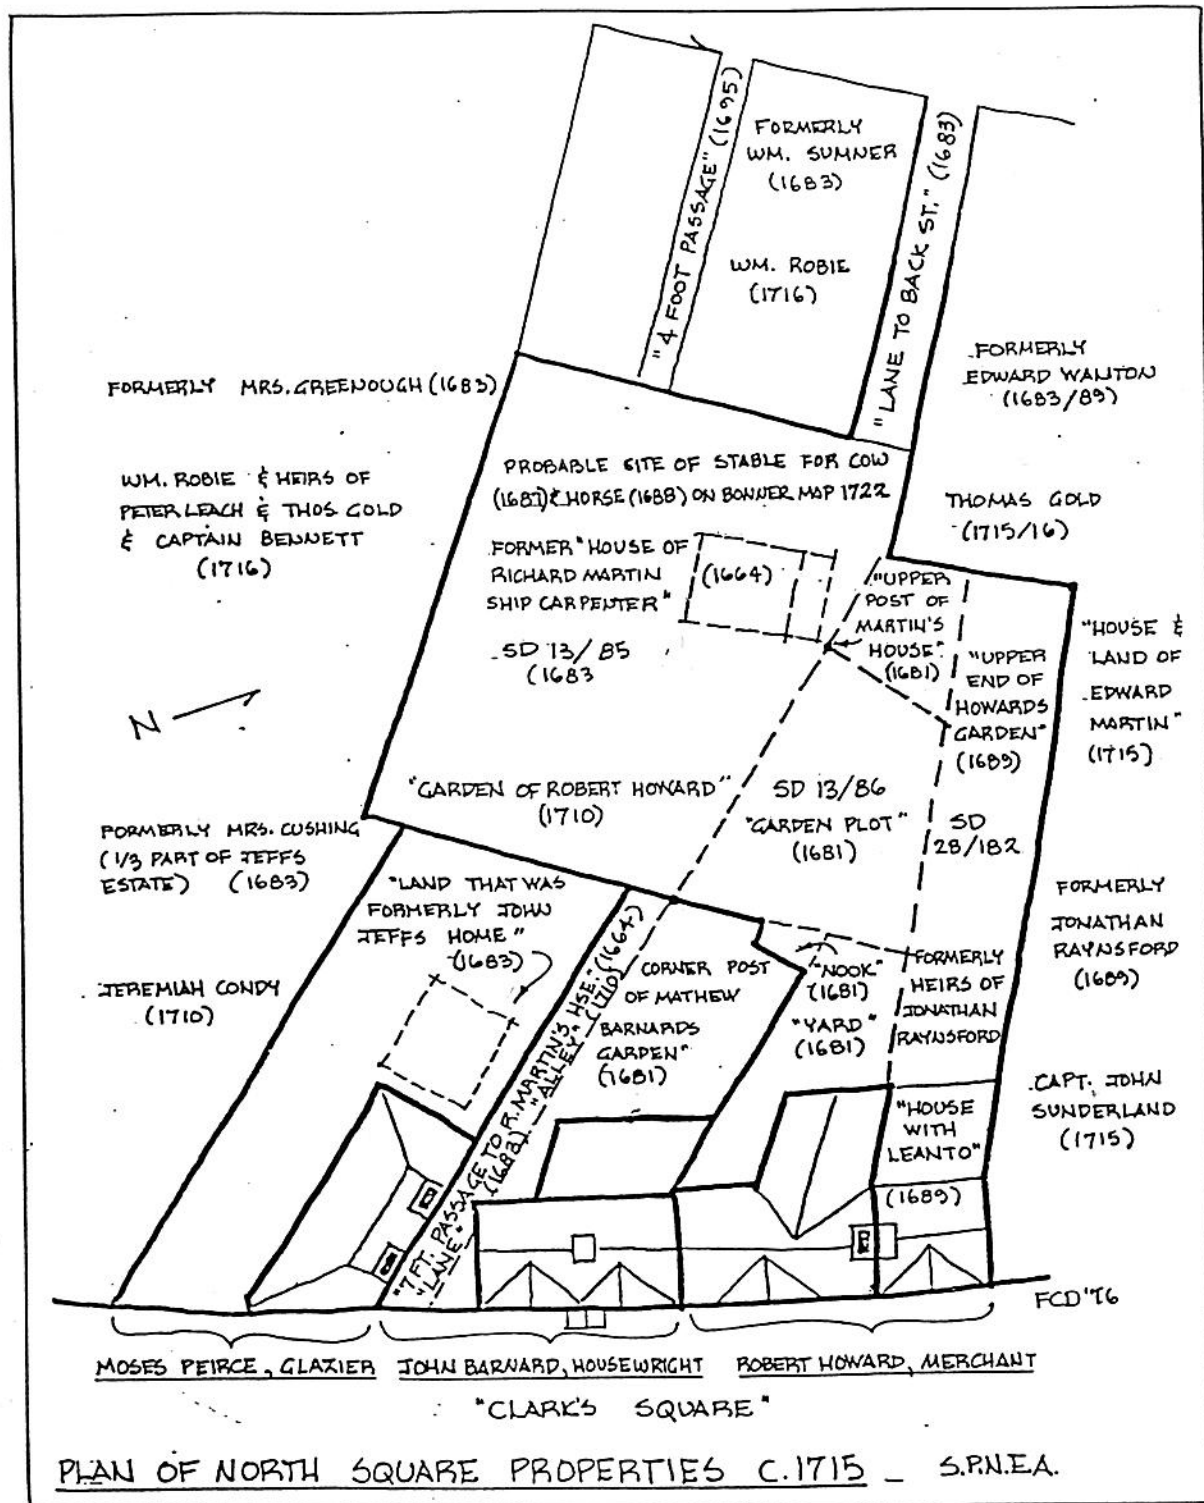 "4 FOOT PASSAGE" (1695)
FORMERLY
WM. SUMNER
(1683)
WM. ROBIE
(1716)
"LANE TO BACK ST." (1683)
FORMERLY MRS. GREENOUGH (1683)
WM. ROBIE & HEIRS OF
PETER LEACH & THOS. GOLD
& CAPTAIN BENNETT
(1716)
FORMERLY
EDWARD WANTON
(1683/89)
THOMAS GOLD
(1715/16)
PROBABLE SITE OF STABLE FOR COW
(1687) & HORSE (1688) ON BONNER MAP 1722
FORMER "HOUSE OF
RICHARD MARTIN
SHIP CARPENTER"
(1664)
SD 13/85
(1683
"UPPER
POST OF
MARTIN'S
HOUSE"
(1681)
"UPPER
END OF
HOWARDS
GARDEN"
(1689)
"HOUSE &
LAND OF
EDWARD
MARTIN"
(1715)
N
"GARDEN OF ROBERT HOWARD"
(1710)
SD 13/86
"GARDEN PLOT"
(1681)
SD
28/182
FORMERLY MRS. CUSHING
(1/3 PART OF JEFFS
ESTATE) (1683)
JEREMIAH CONDY
(1710)
"LAND THAT WAS
FORMERLY JOHN
JEFFS HOME"
(1683)
"7 FT. PASSAGE TO R. MARTIN'S HSE." (1664)
"LANE" (1683) "ALLEY" (1710)
CORNER POST
OF MATHEW
BARNARDS
GARDEN"
(1681)
"NOOK"
(1681)
"YARD"
(1681)
FORMERLY
HEIRS OF
JONATHAN
RAYNSFORD
FORMERLY
JONATHAN
RAYNSFORD
(1689)
CAPT. JOHN
SUNDERLAND
(1715)
"HOUSE
WITH
LEANTO"
(1689)
FCD '76
MOSES PEIRCE, GLAZIER
JOHN BARNARD, HOUSEWRIGHT
ROBERT HOWARD, MERCHANT
"CLARK'S SQUARE"
PLAN OF NORTH SQUARE PROPERTIES C.1715 _ S.P.N.E.A.